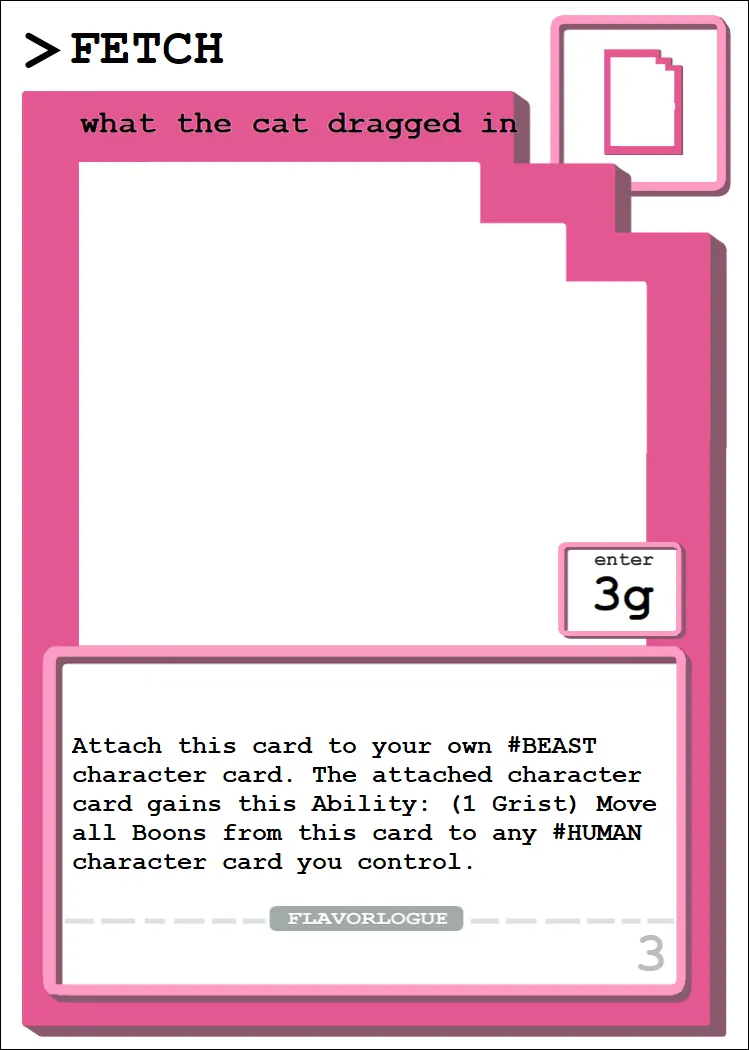 >FETCH
what the cat dragged in
enter
3g
Attach this card to your own #BEAST
character card. The attached character
card gains this Ability: (1 Grist) Move
all Boons from this card to any #HUMAN
character card you control.
FLAVORLOGUE
3